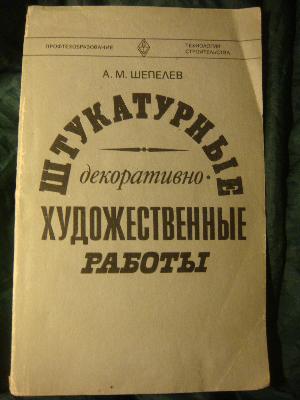 ПРОФТЕХОБРАЗОВАНИЕ
ТЕХНОЛОГИЯ
СТРОИТЕЛЬСТВА
А. М. ШЕПЕЛЕВ
ШТУКАТУРНЫЕ
декоративно-
ХУДОЖЕСТВЕННЫЕ
РАБОТЫ